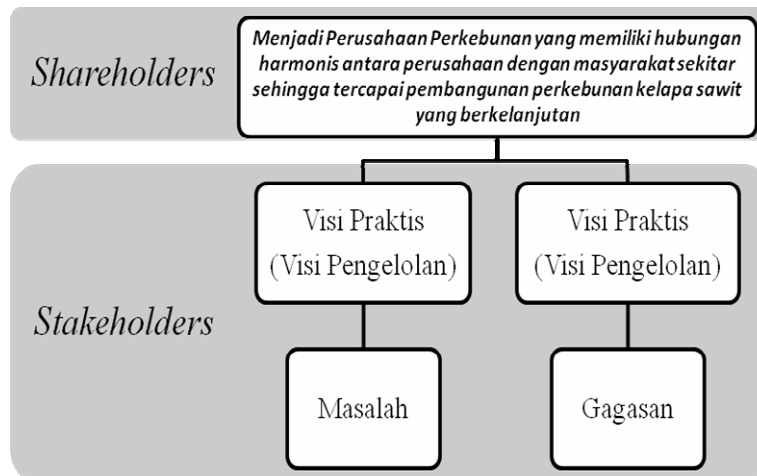 Shareholders
Menjadi Perusahaan Perkebunan yang memiliki hubungan
harmonis antara perusahaan dengan masyarakat sekitar
sehingga tercapai pembangunan perkebunan kelapa sawit
yang berkelanjutan
Stakeholders
Visi Praktis
(Visi Pengelolan)
Visi Praktis
(Visi Pengelolan)
Masalah
Gagasan